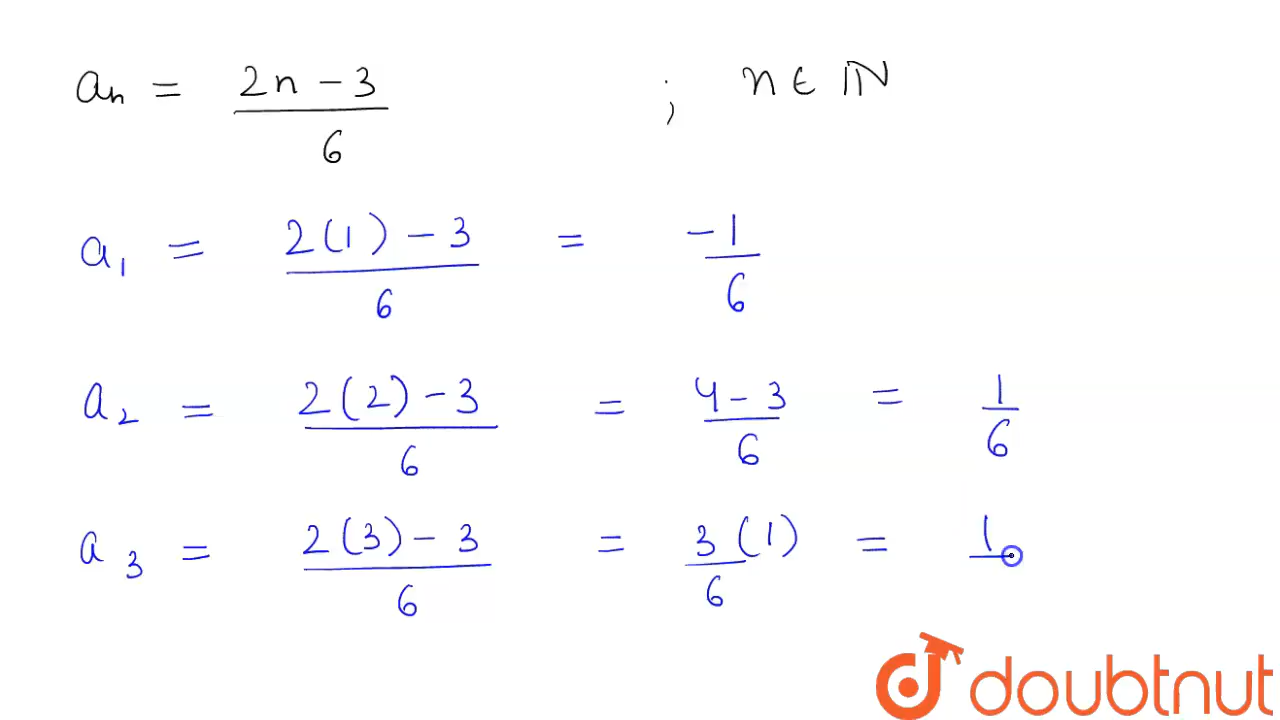 aₙ = (2n - 3)/6 ; n ∈ ℕ
a₁ = (2(1) - 3)/6 = -1/6
a₂ = (2(2) - 3)/6 = (4 - 3)/6 = 1/6
a₃ = (2(3) - 3)/6 = 3/6 (1) = 1/
doubtnut